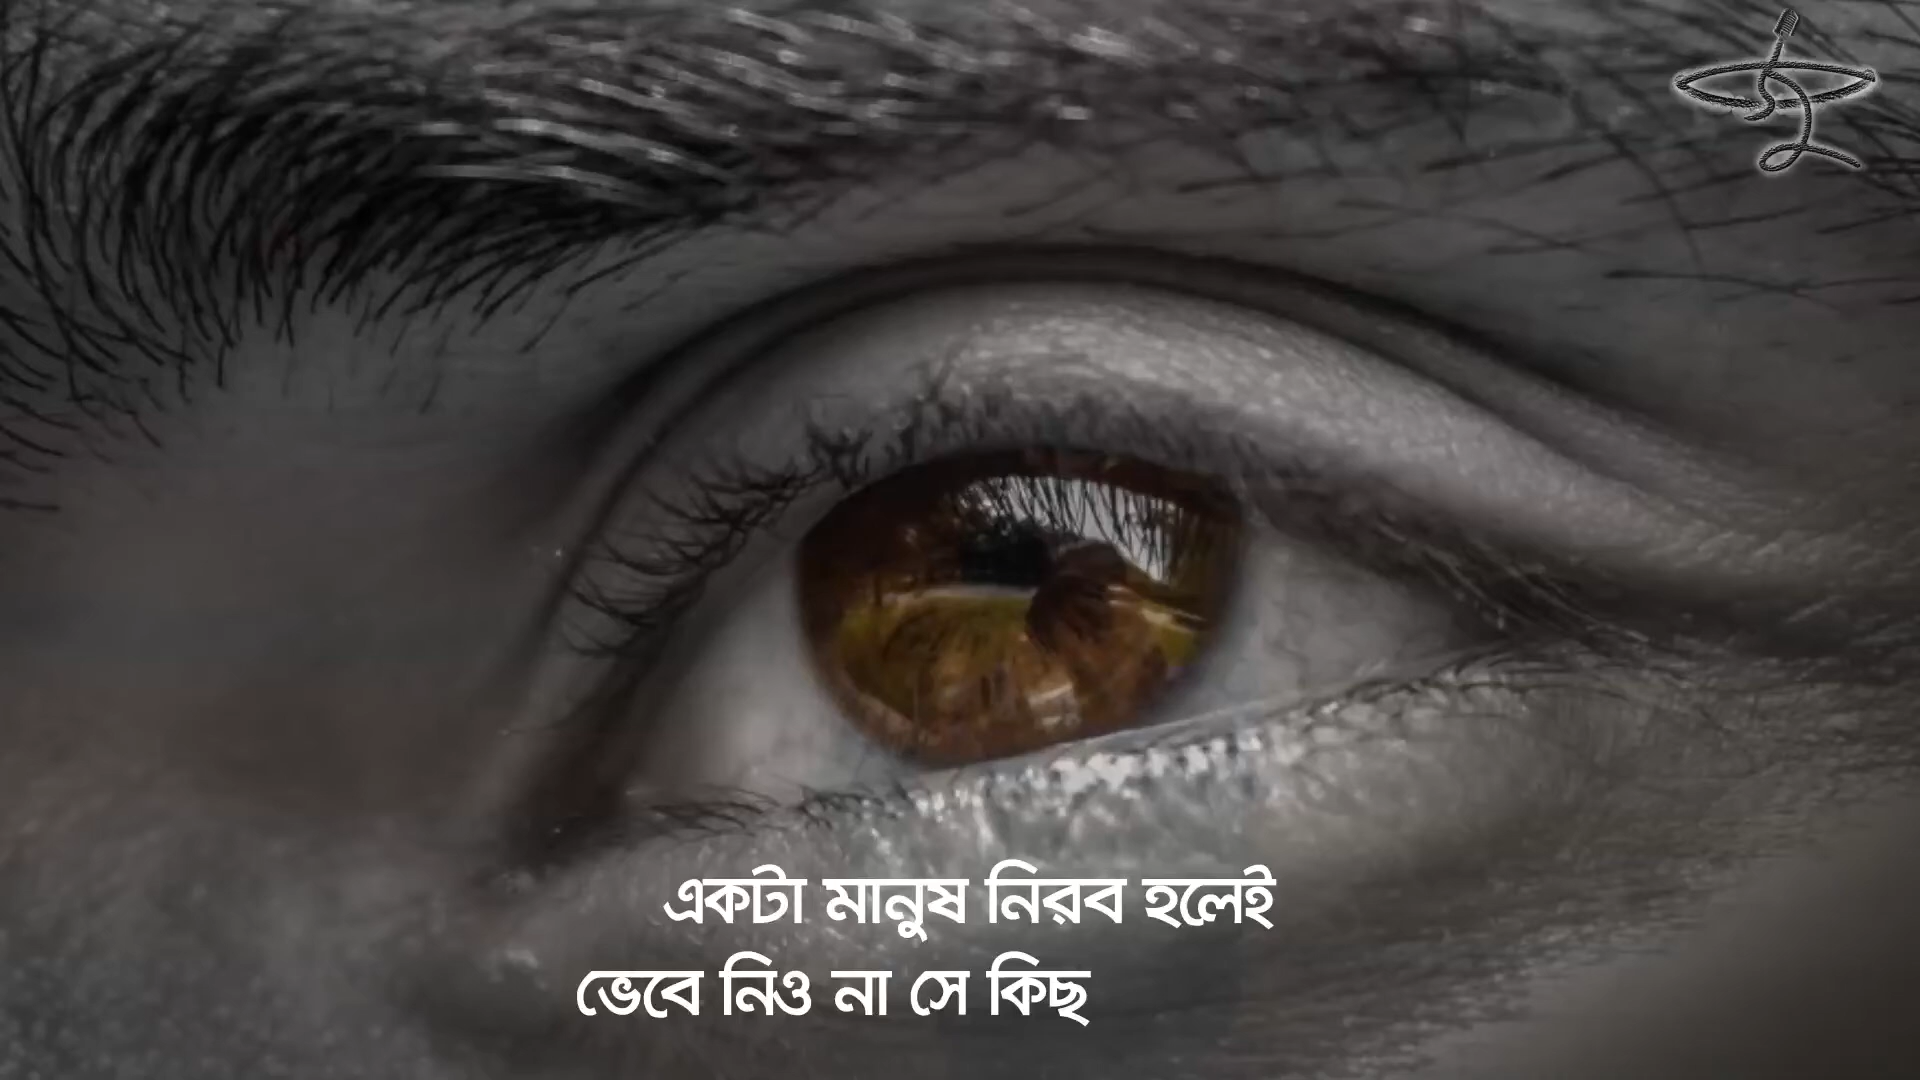 একটা মানুষ নিরব হলেই
ভেবে নিও না সে কিছ